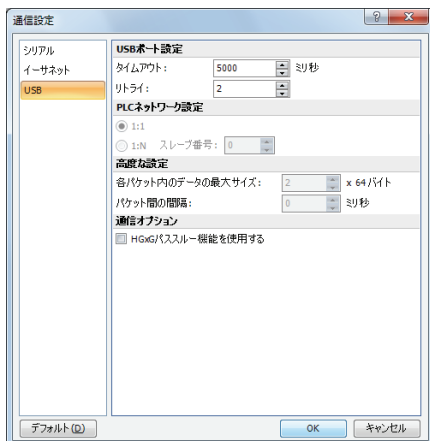 通信設定
シリアル
イーサネット
USB
USBポート設定
タイムアウト： 5000 ミリ秒
リトライ： 2
PLCネットワーク設定
1:1
1:N スレーブ番号： 0
高度な設定
各パケット内のデータの最大サイズ： 2 x 64バイト
パケット間の間隔： 0 ミリ秒
通信オプション
HGxGパススルー機能を使用する
デフォルト(D) OK キャンセル